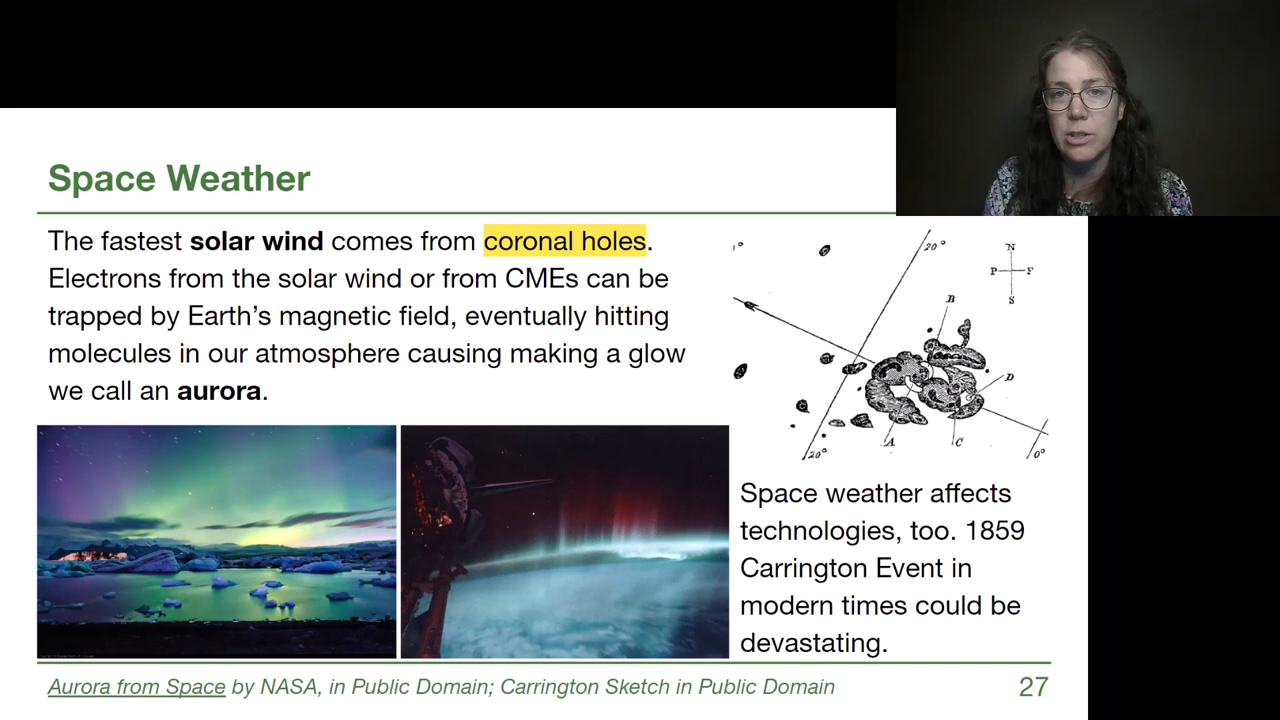 Space Weather
The fastest solar wind comes from coronal holes.
Electrons from the solar wind or from CMEs can be
trapped by Earth’s magnetic field, eventually hitting
molecules in our atmosphere causing making a glow
we call an aurora.
20°
N
P F
S
B
D
A C
20° 0°
Space weather affects
technologies, too. 1859
Carrington Event in
modern times could be
devastating.
Aurora from Space by NASA, in Public Domain; Carrington Sketch in Public Domain
27